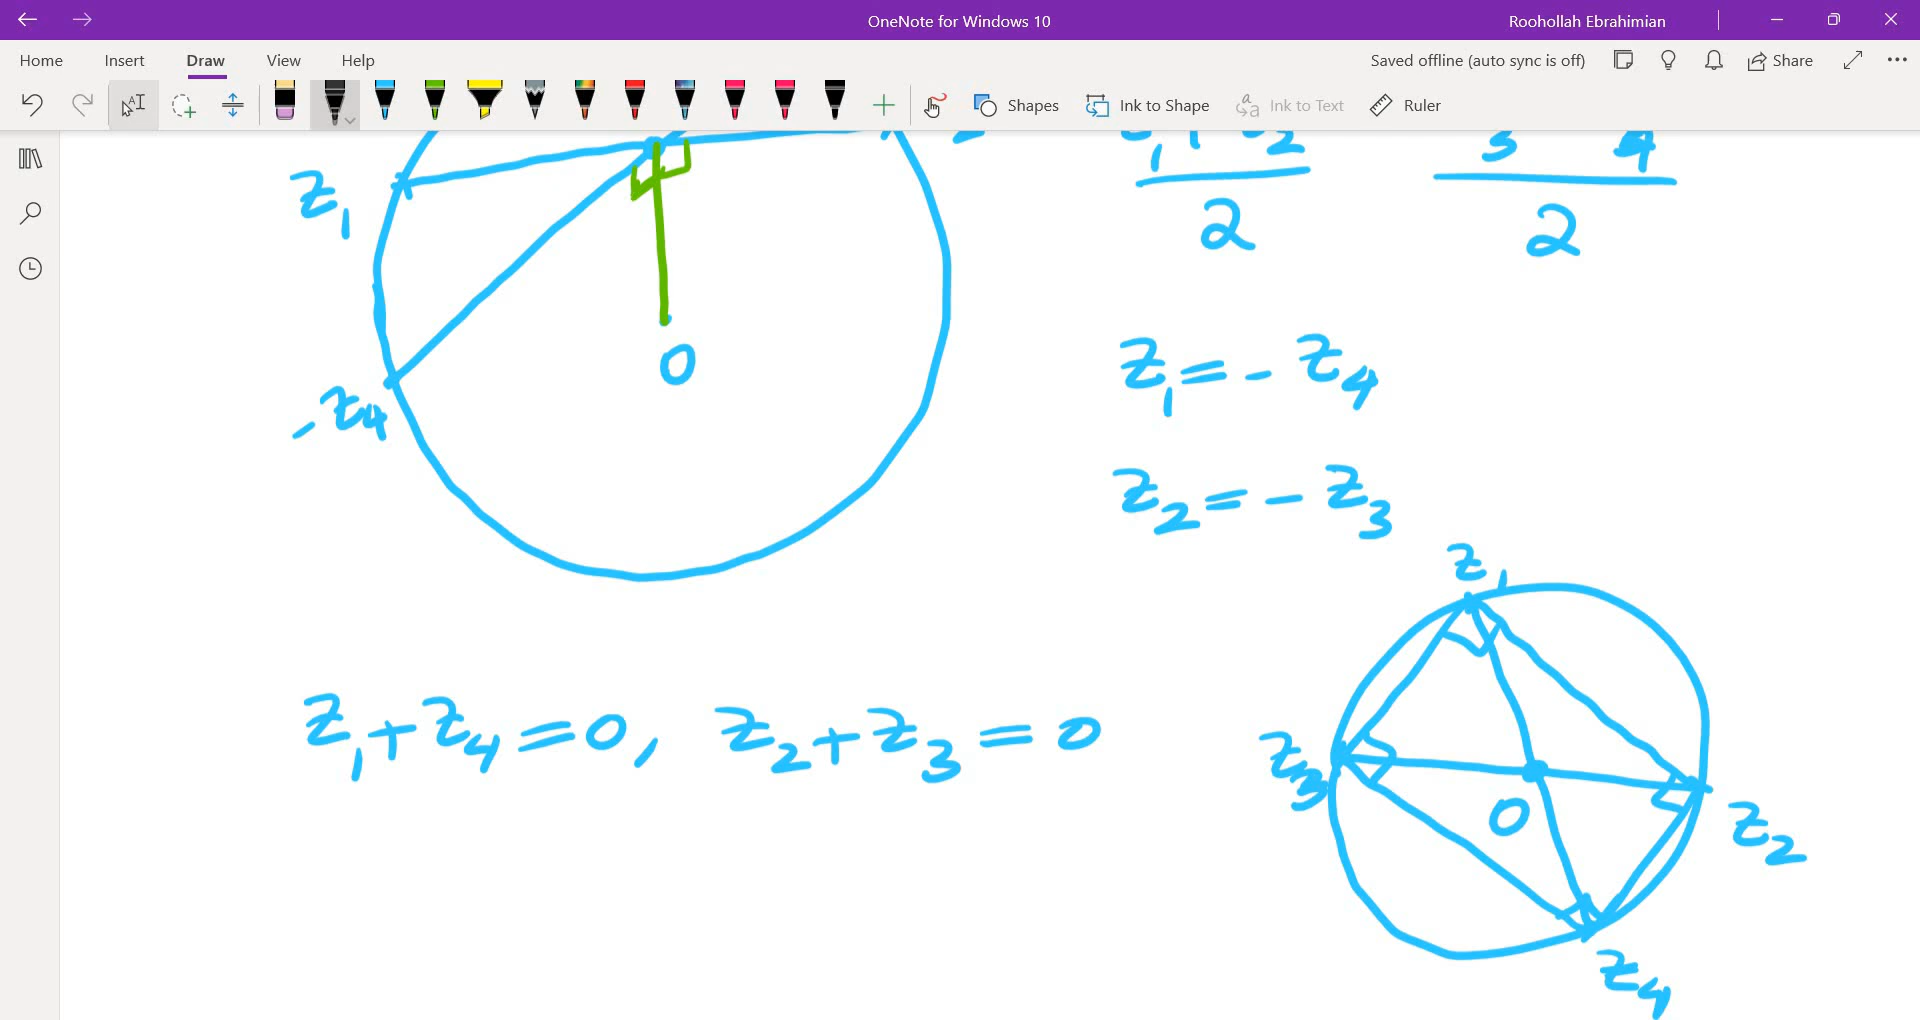 OneNote for Windows 10
Roohollah Ebrahimian
Home Insert Draw View Help
Saved offline (auto sync is off)
Share
Shapes
Ink to Shape
Ink to Text
Ruler
z₁
2
2
0
-z₄
z₁ = -z₄
z₂ = -z₃
z₁
z₁ + z₄ = 0, z₂ + z₃ = 0
z₃
0
z₂
z₄